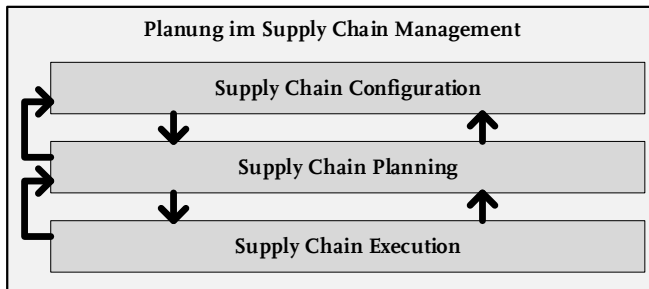 Planung im Supply Chain Management
Supply Chain Configuration
Supply Chain Planning
Supply Chain Execution